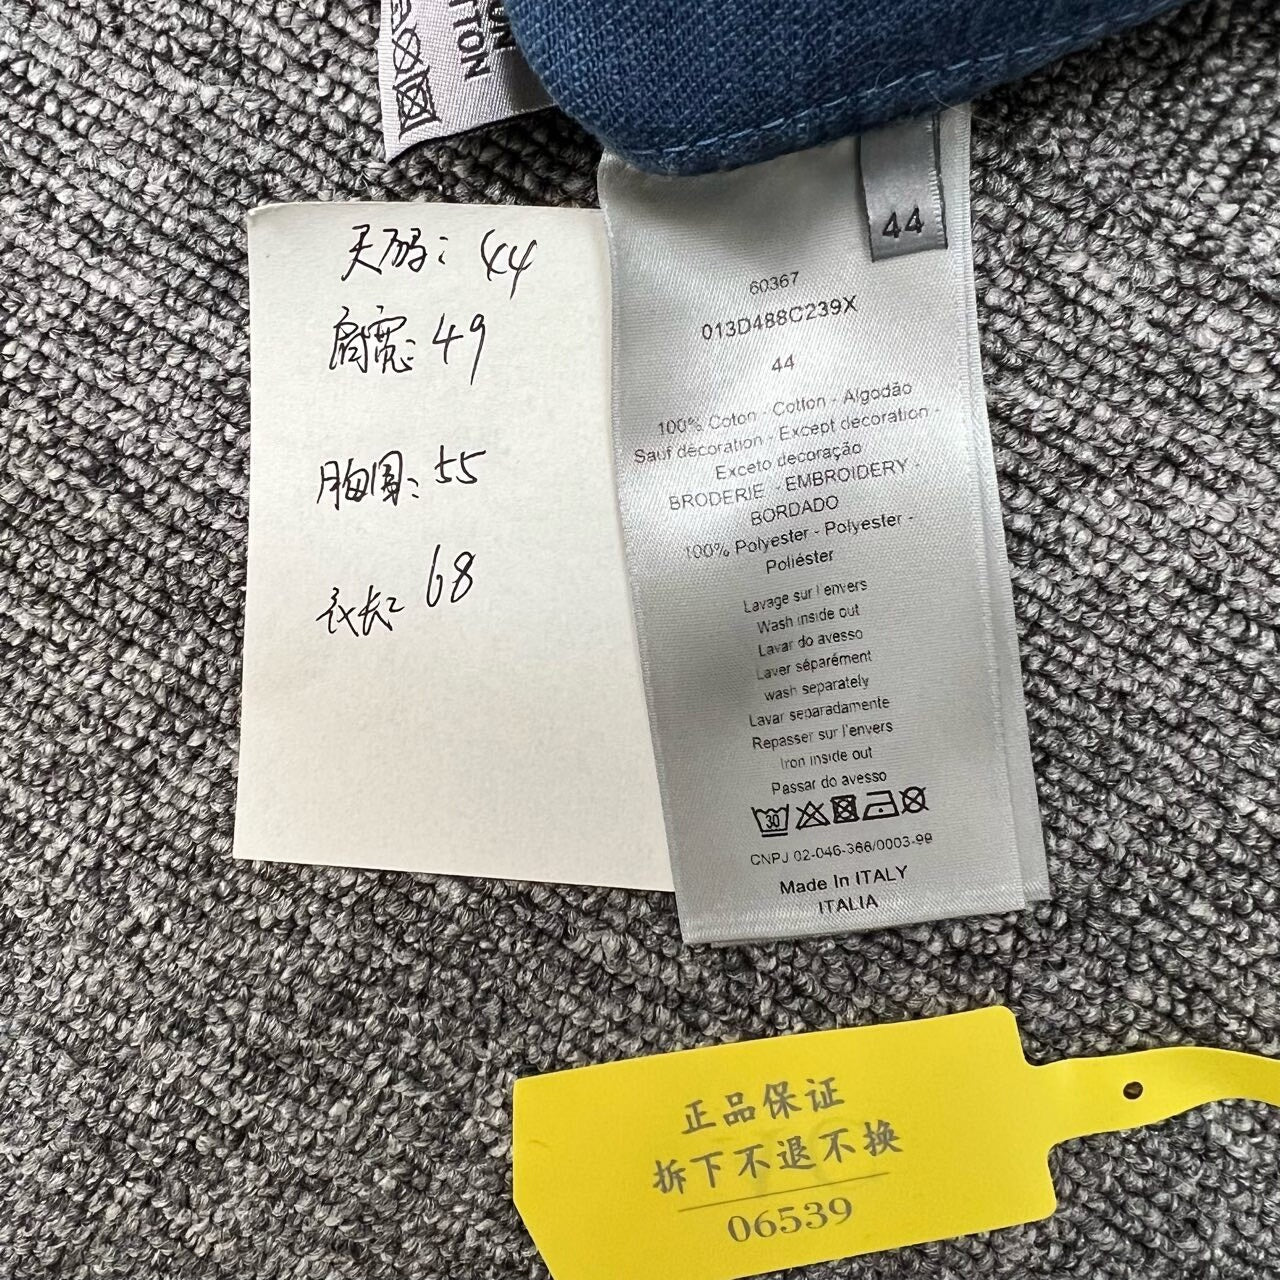 TTON
尺码: 44
肩宽: 49
胸围: 55
衣长: 68
44
60367
013D488C239X
44
100% Coton - Cotton - Algodão
Sauf décoration - Except decoration -
Exceto decoração
BRODERIE - EMBROIDERY -
BORDADO
100% Polyester - Polyester -
Poliéster
Lavage sur l'envers
Wash inside out
Lavar do avesso
Laver séparément
wash separately
Lavar separadamente
Repasser sur l'envers
Iron inside out
Passar do avesso
30
CNPJ 02-046-366/0003-99
Made In ITALY
ITALIA
正品保证
拆下不退不换
06539